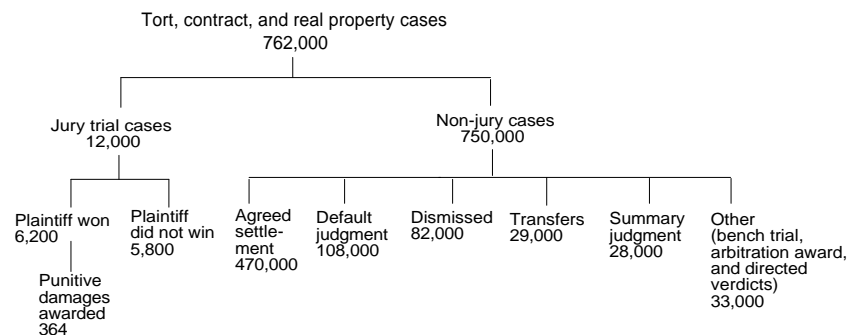 Tort, contract, and real property cases
762,000
Jury trial cases
12,000
Non-jury cases
750,000
Plaintiff won
6,200
Plaintiff
did not win
5,800
Agreed
settle-
ment
470,000
Default
judgment
108,000
Dismissed
82,000
Transfers
29,000
Summary
judgment
28,000
Other
(bench trial,
arbitration award,
and directed
verdicts)
33,000
Punitive
damages
awarded
364